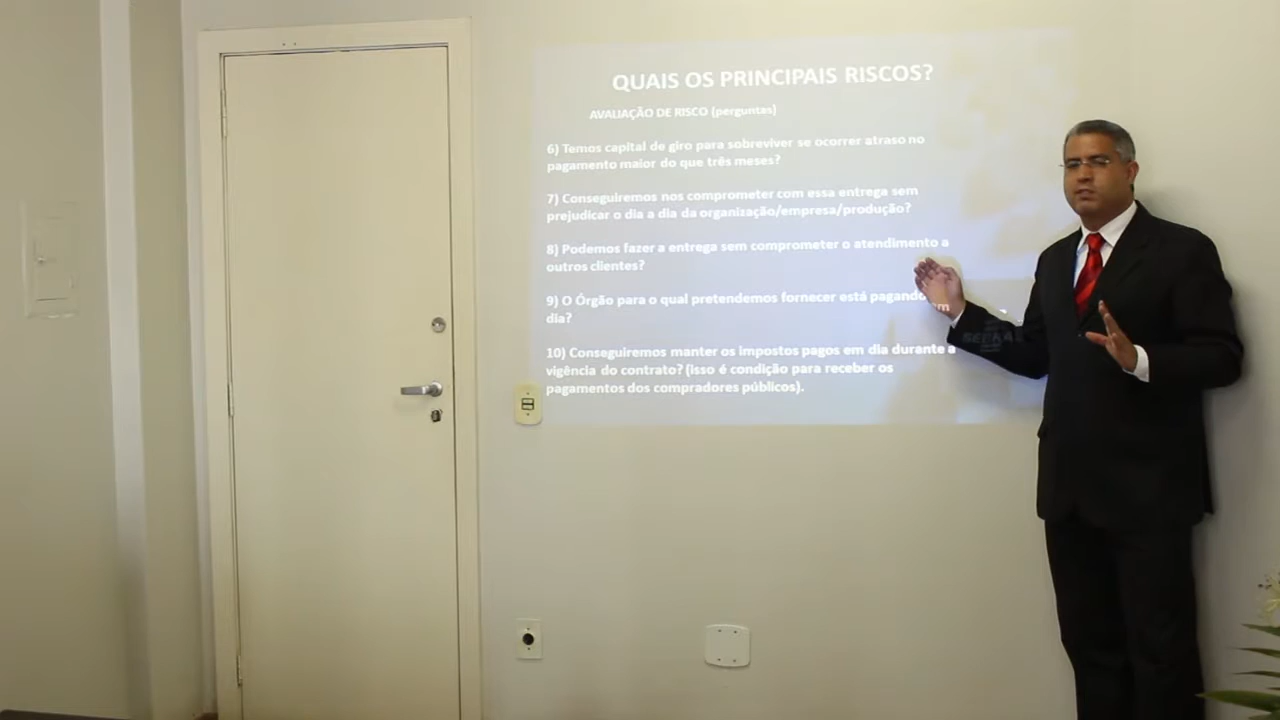 QUAIS OS PRINCIPAIS RISCOS?
AVALIAÇÃO DE RISCO (perguntas)
6) Temos capital de giro para sobreviver se ocorrer atraso no
pagamento maior do que três meses?
7) Conseguiremos nos comprometer com essa entrega sem
prejudicar o dia a dia da organização/empresa/produção?
8) Podemos fazer a entrega sem comprometer o atendimento a
outros clientes?
9) O Órgão para o qual pretendemos fornecer está pagando em
dia?
10) Conseguiremos manter os impostos pagos em dia durante a
vigência do contrato? (isso é condição para receber os
pagamentos dos compradores públicos).